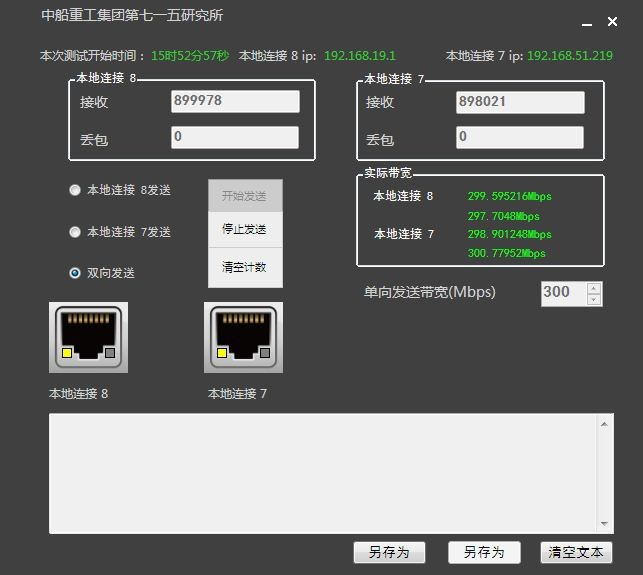 中船重工集团第七一五研究所
本次测试开始时间：15时52分57秒 本地连接 8 ip: 192.168.19.1 本地连接 7 ip: 192.168.51.219
本地连接 8
接收 899978
丢包 0
本地连接 7
接收 898021
丢包 0
本地连接 8发送
本地连接 7发送
双向发送
开始发送
停止发送
清空计数
实际带宽
本地连接 8 299.595216Mbps
297.7048Mbps
本地连接 7 298.901248Mbps
300.77952Mbps
单向发送带宽(Mbps) 300
本地连接 8
本地连接 7
另存为 另存为 清空文本